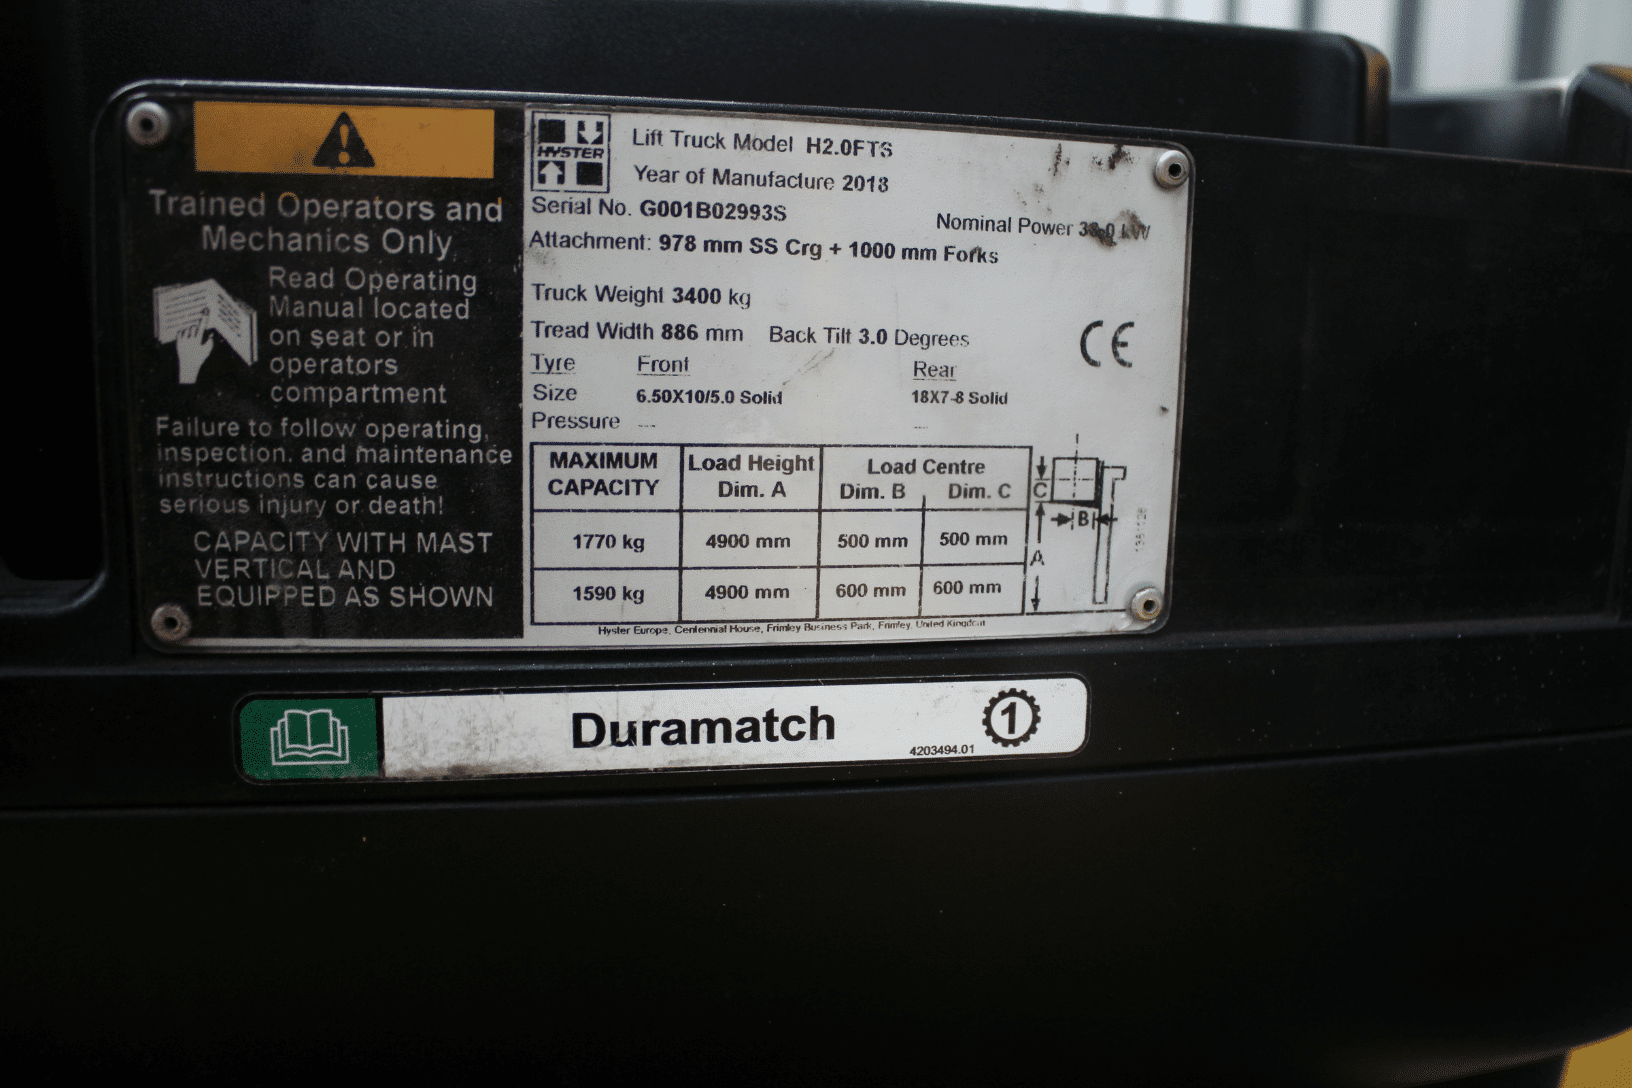 Trained Operators and
Mechanics Only
Read Operating
Manual located
on seat or in
operators
compartment
Failure to follow operating,
inspection. and maintenance
instructions can cause
serious injury or death!
CAPACITY WITH MAST
VERTICAL AND
EQUIPPED AS SHOWN
HYSTER
Lift Truck Model H2.0FTS
Year of Manufacture 2018
Serial No. G001B02993S
Nominal Power kW
Attachment: 978 mm SS Crg + 1000 mm Forks
Truck Weight 3400 kg
Tread Width 886 mm Back Tilt 3.0 Degrees
Tyre Front Rear
Size 6.50X10/5.0 Solid 18X7-8 Solid
Pressure --- ---
MAXIMUM CAPACITY Load Height Dim. A Load Centre Dim. B Dim. C
1770 kg 4900 mm 500 mm 500 mm
1590 kg 4900 mm 600 mm 600 mm
C
B
A
CE
Hyster Europe, Centennial House, Frimley Business Park, Frimley, United Kingdom
Duramatch
4203494.01
1